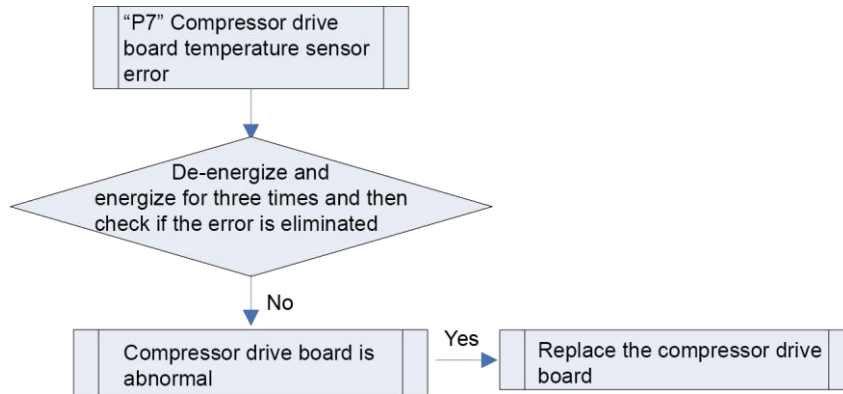 “P7” Compressor drive
board temperature sensor
error
De-energize and
energize for three times and then
check if the error is eliminated
No
Compressor drive board is
abnormal
Yes
Replace the compressor drive
board